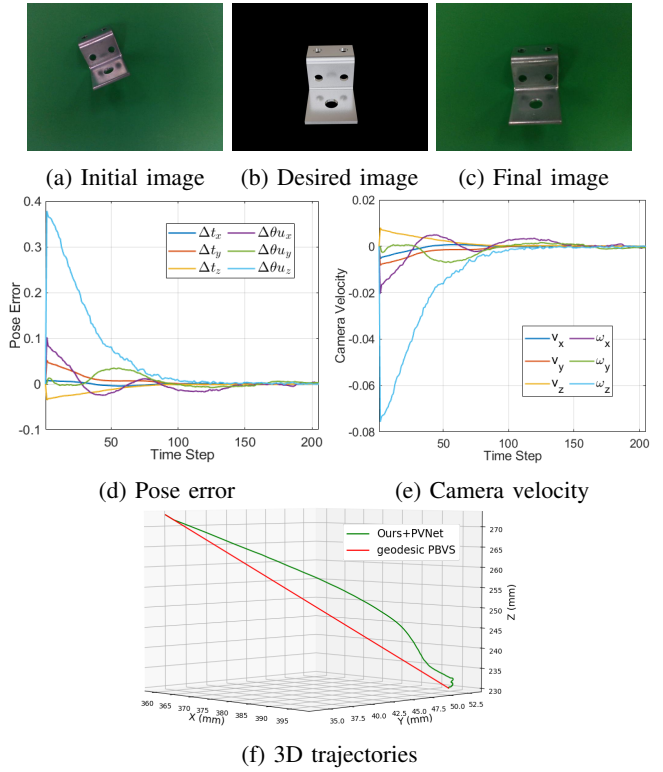 (a) Initial image
(b) Desired image
(c) Final image
0.4
0.3
0.2
0.1
0
-0.1
Pose Error
50
100
150
200
Time Step
Δt_x
Δt_y
Δt_z
Δθu_x
Δθu_y
Δθu_z
0.02
0
-0.02
-0.04
-0.06
-0.08
Camera Velocity
50
100
150
200
Time Step
v_x
v_y
v_z
ω_x
ω_y
ω_z
(d) Pose error
(e) Camera velocity
Ours+PVNet
geodesic PBVS
270
265
260
255
250
245
240
235
230
Z (mm)
360
365
370
375
380
385
390
395
X (mm)
35.0
37.5
40.0
42.5
45.0
47.5
50.0
52.5
Y (mm)
(f) 3D trajectories